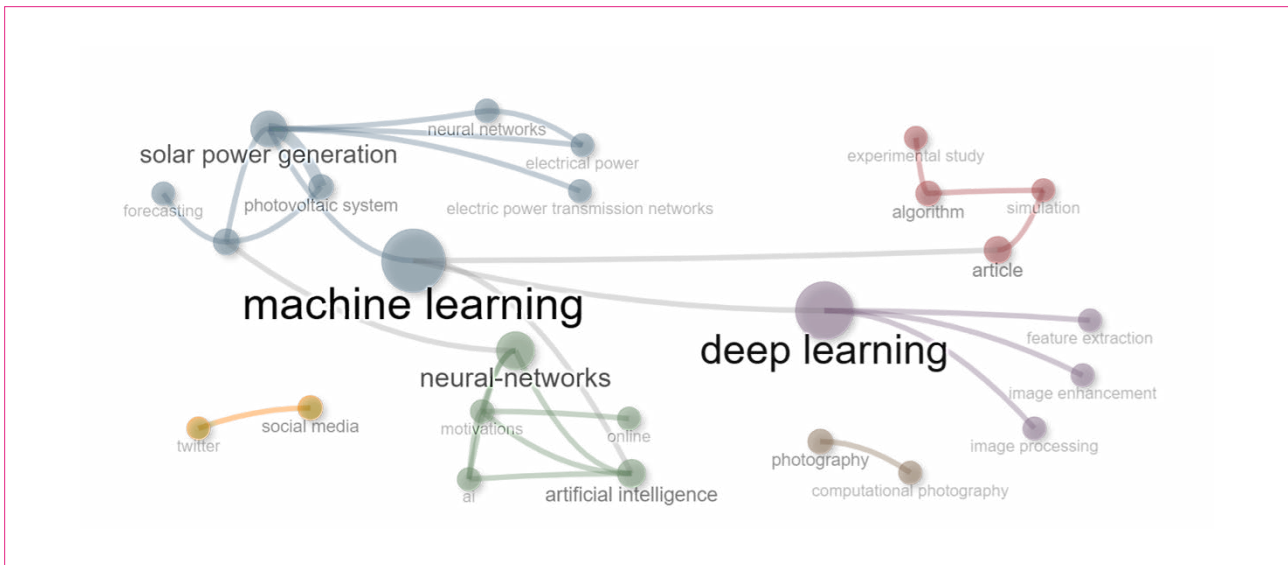 neural networks
solar power generation
experimental study
electrical power
forecasting
photovoltaic system
electric power transmission networks
algorithm
simulation
article
machine learning
feature extraction
deep learning
neural-networks
image enhancement
twitter
social media
motivations
online
image processing
photography
ai
artificial intelligence
computational photography